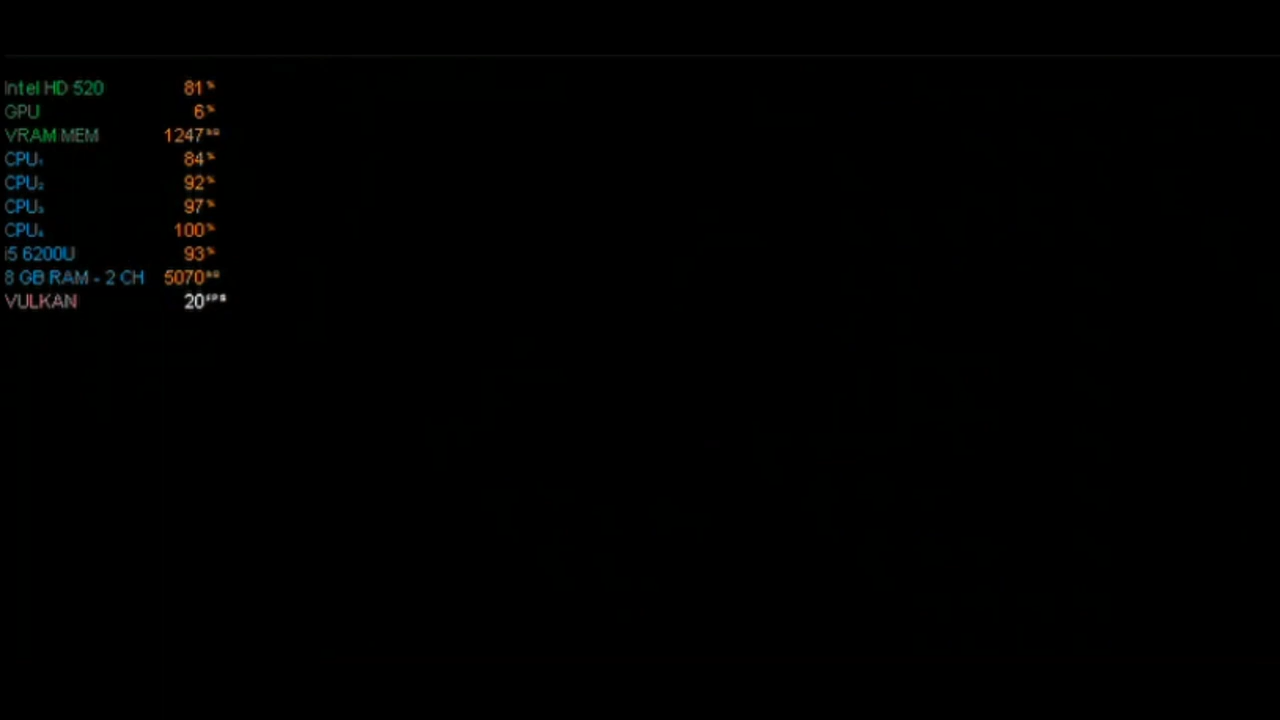 Intel HD 520 81%
GPU 6%
VRAM MEM 1247MB
CPU1 84%
CPU2 92%
CPU3 97%
CPU4 100%
i5 6200U 93%
8 GB RAM - 2 CH 5070MB
VULKAN 20FPS